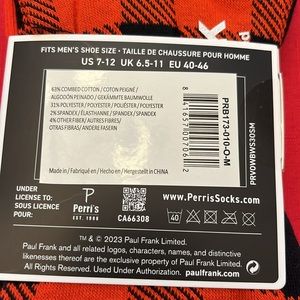 FITS MEN'S SHOE SIZE • TAILLE DE CHAUSSURE POUR HOMME
US 7-12 UK 6.5-11 EU 40-46
63% COMBED COTTON / COTON PEIGNÉ /
ALGODÓN PEINADO / GEKÄMMTE BAUMWOLLE
31% POLYESTER / POLYESTER / POLIÉSTER / POLYESTER
2% SPANDEX / ÉLASTHANNE / SPANDEX / SPANDEX
4% OTHER FIBER / AUTRES FIBRES /
OTRAS FIBRAS / ANDERE FASERN
Made in / Fabriqué en / Hecho en / Hergestellt in CHINA
PRB173-010-O-M
PRVOWBWS30SM
UNDER
LICENSE TO:
SOUS LICENCE
POUR:
Perri's
EST. 1986
CA66308
www.PerrisSocks.com
40
TM & © 2023 Paul Frank Limited.
Paul Frank and all related logos, characters, names, and distinctive
likenesses thereof are the exclusive property of Paul Frank Limited.
All Rights Reserved. Used Under Authorization. paulfrank.com